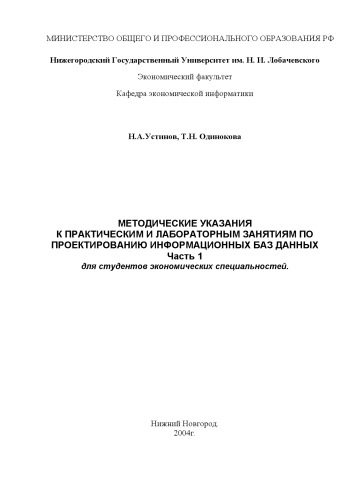 МИНИСТЕРСТВО ОБЩЕГО И ПРОФЕССИОНАЛЬНОГО ОБРАЗОВАНИЯ РФ
Нижегородский Государственный Университет им. Н. И. Лобачевского
Экономический факультет
Кафедра экономической информатики
Н.А.Устинов, Т.Н. Одинокова
МЕТОДИЧЕСКИЕ УКАЗАНИЯ
К ПРАКТИЧЕСКИМ И ЛАБОРАТОРНЫМ ЗАНЯТИЯМ ПО
ПРОЕКТИРОВАНИЮ ИНФОРМАЦИОННЫХ БАЗ ДАННЫХ
Часть 1
для студентов экономических специальностей.
Нижний Новгород.
2004г.